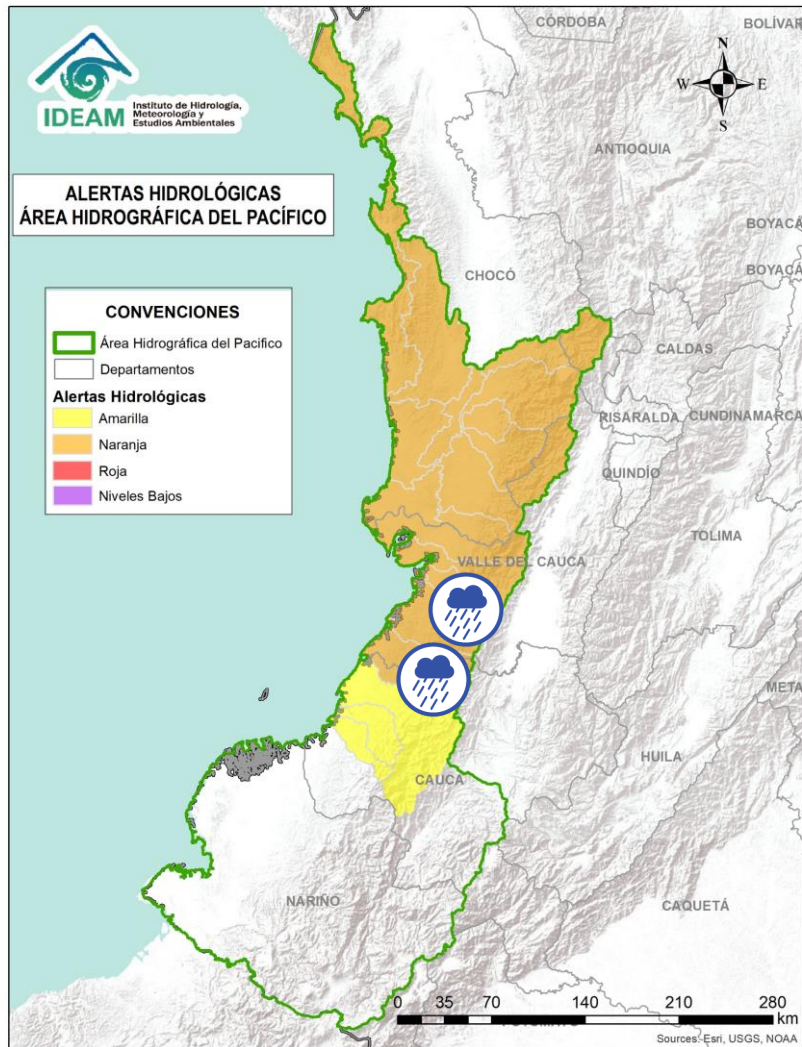 IDEAM
Instituto de Hidrología,
Meteorología y
Estudios Ambientales
ALERTAS HIDROLÓGICAS
ÁREA HIDROGRÁFICA DEL PACÍFICO
CONVENCIONES
Área Hidrográfica del Pacifico
Departamentos
Alertas Hidrológicas
Amarilla
Naranja
Roja
Niveles Bajos
CÓRDOBA
BOLÍVAR
N
W E
S
ANTIOQUIA
BOYACÁ
CHOCÓ
BOYACÁ
CALDAS
RISARALDA
CUNDINAMARCA
QUINDÍO
TOLIMA
VALLE DEL CAUCA
META
HUILA
CAUCA
NARIÑO
CAQUETÁ
0 35 70 140 210 280
km
Sources: Esri, USGS, NOAA